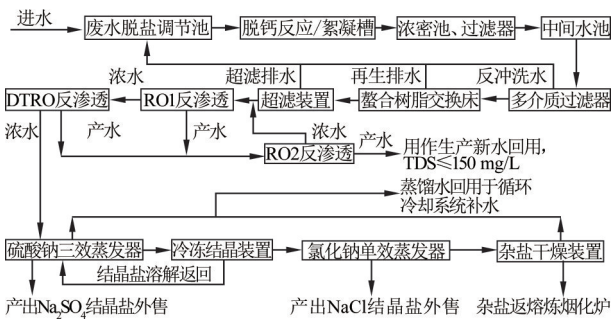 进水
废水脱盐调节池
脱钙反应/絮凝槽
浓密池、过滤器
中间水池
浓水
超滤排水
再生排水
反冲洗水
DTRO反渗透
RO1反渗透
超滤装置
螯合树脂交换床
多介质过滤器
浓水
产水
产水
浓水
RO2反渗透
产水
用作生产新水回用,
TDS≤150 mg/L
蒸馏水回用于循环
冷却系统补水
硫酸钠三效蒸发器
冷冻结晶装置
氯化钠单效蒸发器
杂盐干燥装置
结晶盐溶解返回
产出Na2SO4结晶盐外售
产出NaCl结晶盐外售
杂盐返熔炼烟化炉